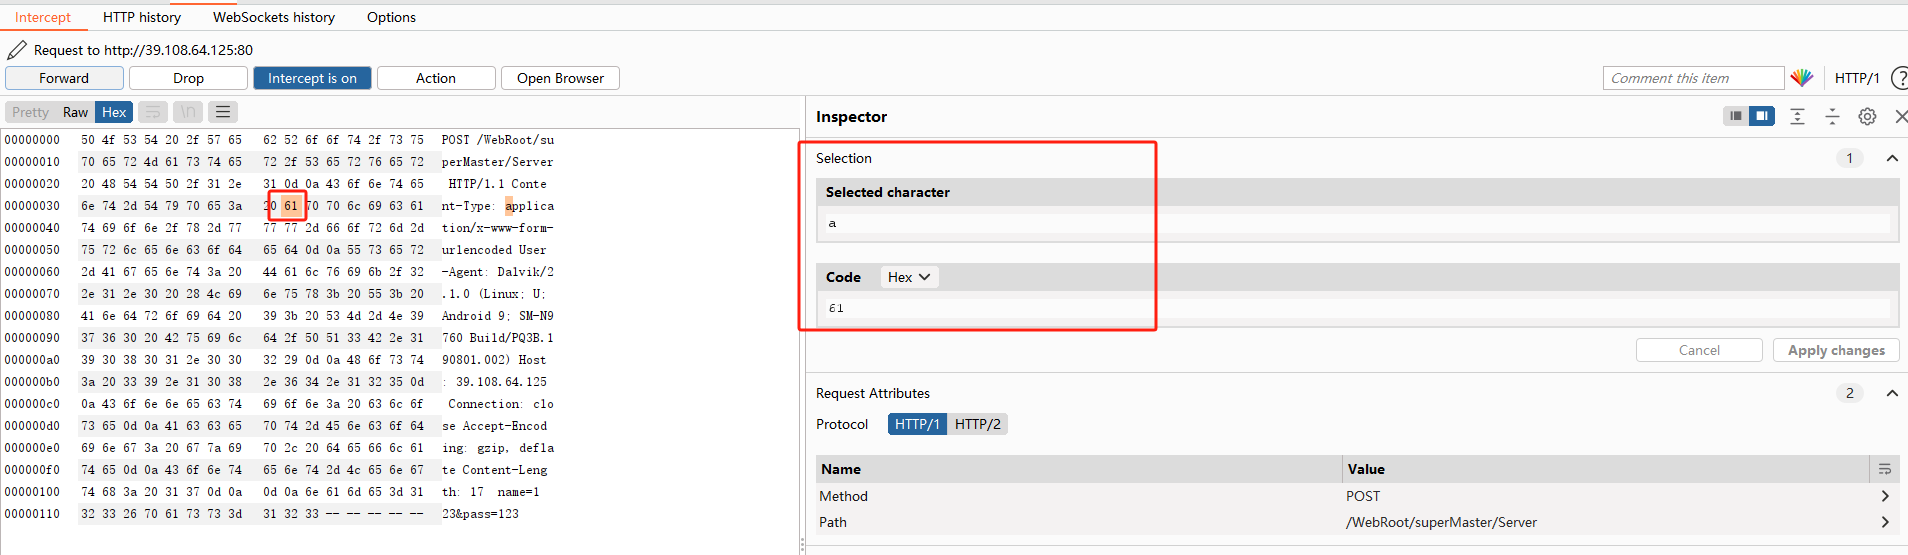 Intercept HTTP history WebSockets history Options
Request to http://39.108.64.125:80
Forward Drop Intercept is on Action Open Browser Comment this item HTTP/1 ?
Pretty Raw Hex \n
Inspector
00000000 50 4f 53 54 20 2f 57 65 62 52 6f 6f 74 2f 73 75 POST /WebRoot/su
00000010 70 65 72 4d 61 73 74 65 72 2f 53 65 72 76 65 72 perMaster/Server
00000020 20 48 54 54 50 2f 31 2e 31 0d 0a 43 6f 6e 74 65 HTTP/1.1 Conte
00000030 6e 74 2d 54 79 70 65 3a 20 61 70 70 6c 69 63 61 nt-Type: applica
00000040 74 69 6f 6e 2f 78 2d 77 77 77 2d 66 6f 72 6d 2d tion/x-www-form-
00000050 75 72 6c 65 6e 63 6f 64 65 64 0d 0a 55 73 65 72 urlencoded User
00000060 2d 41 67 65 6e 74 3a 20 44 61 6c 76 69 6b 2f 32 -Agent: Dalvik/2
00000070 2e 31 2e 30 20 28 4c 69 6e 75 78 3b 20 55 3b 20 .1.0 (Linux; U;
00000080 41 6e 64 72 6f 69 64 20 39 3b 20 53 4d 2d 4e 39 Android 9; SM-N9
00000090 37 36 30 20 42 75 69 6c 64 2f 50 51 33 42 2e 31 760 Build/PQ3B.1
000000a0 39 30 38 30 31 2e 30 30 32 29 0d 0a 48 6f 73 74 90801.002) Host
000000b0 3a 20 33 39 2e 31 30 38 2e 36 34 2e 31 32 35 0d : 39.108.64.125
000000c0 0a 43 6f 6e 6e 65 63 74 69 6f 6e 3a 20 63 6c 6f Connection: clo
000000d0 73 65 0d 0a 41 63 63 65 70 74 2d 45 6e 63 6f 64 se Accept-Encod
000000e0 69 6e 67 3a 20 67 7a 69 70 2c 20 64 65 66 6c 61 ing: gzip, defla
000000f0 74 65 0d 0a 43 6f 6e 74 65 6e 74 2d 4c 65 6e 67 te Content-Leng
00000100 74 68 3a 20 31 37 0d 0a 0d 0a 6e 61 6d 65 3d 31 th: 17 name=1
00000110 32 33 26 70 61 73 73 3d 31 32 33 -- -- -- -- -- 23&pass=123
Selection 1
Selected character
a
Code Hex
61
Cancel Apply changes
Request Attributes 2
Protocol HTTP/1 HTTP/2
Name Value
Method POST
Path /WebRoot/superMaster/Server